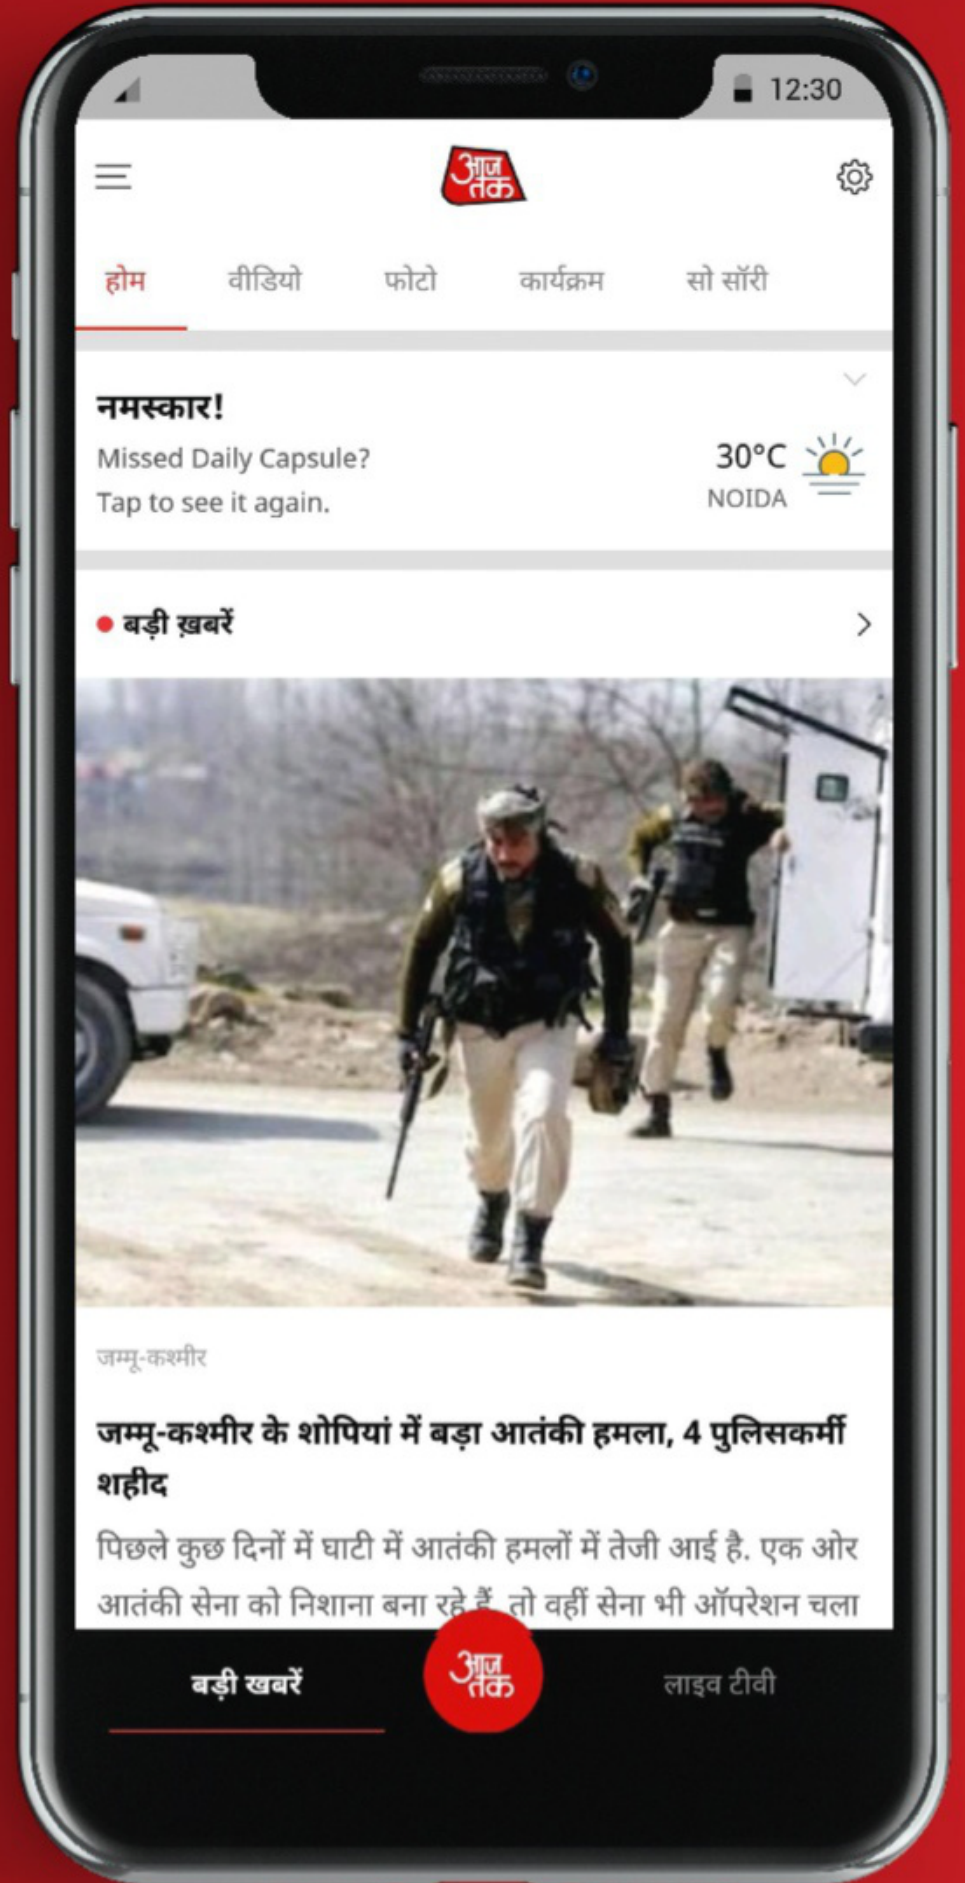 12:30
आज
तक
होम वीडियो फोटो कार्यक्रम सो सॉरी
नमस्कार!
Missed Daily Capsule?
Tap to see it again.
30°C
NOIDA
बड़ी ख़बरें
जम्मू-कश्मीर
जम्मू-कश्मीर के शोपियां में बड़ा आतंकी हमला, 4 पुलिसकर्मी
शहीद
पिछले कुछ दिनों में घाटी में आतंकी हमलों में तेजी आई है. एक ओर
आतंकी सेना को निशाना बना रहे हैं, तो वहीं सेना भी ऑपरेशन चला
बड़ी खबरें
आज
तक
लाइव टीवी